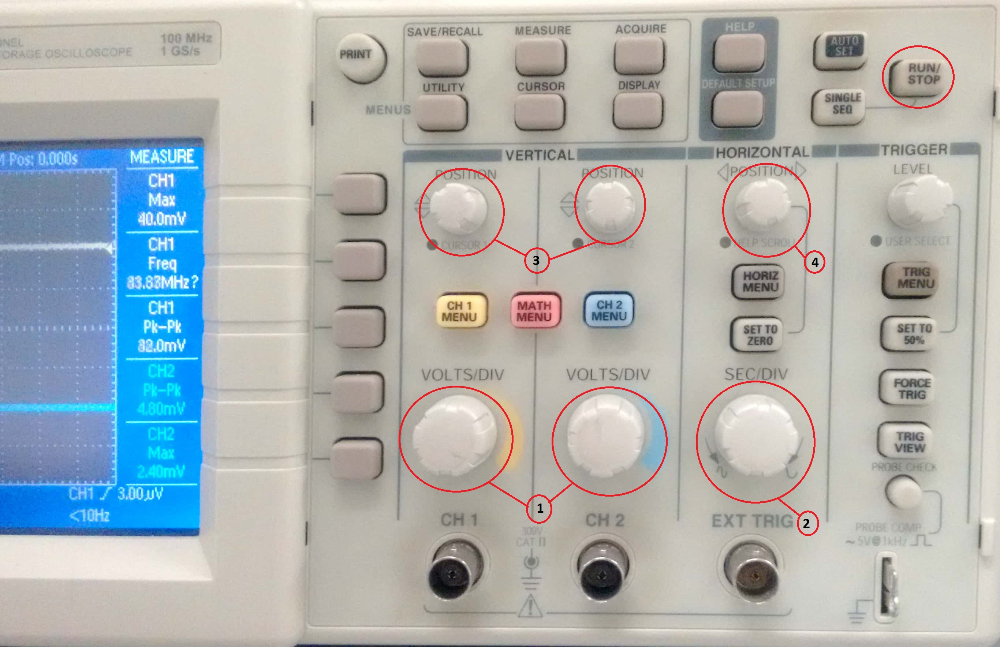 NNEL
TORAGE OSCILLOSCOPE
100 MHz
1 GS/s
Pos: 0.000s
MEASURE
CH1
Max
40.0mV
CH1
Freq
83.83MHz?
CH1
Pk-Pk
CH2
Pk-Pk
4.80mV
CH2
Max
2.40mV
CH1 3.00µV
<10Hz
PRINT
SAVE/RECALL
MEASURE
ACQUIRE
HELP
AUTO
SET
RUN/
STOP
MENUS
UTILITY
CURSOR
DISPLAY
DEFAULT SETUP
SINGLE
SEQ
VERTICAL
HORIZONTAL
TRIGGER
POSITION
POSITION
POSITION
LEVEL
CURSOR 1
CURSOR 2
HELP SCROLL
USER SELECT
3
4
CH 1
MENU
MATH
MENU
CH 2
MENU
HORIZ
MENU
TRIG
MENU
SET TO
ZERO
SET TO
50%
VOLTS/DIV
VOLTS/DIV
SEC/DIV
FORCE
TRIG
TRIG
VIEW
PROBE CHECK
1
2
CH 1
CH 2
EXT TRIG
300V
CAT II
PROBE COMP
~5V@1kHz